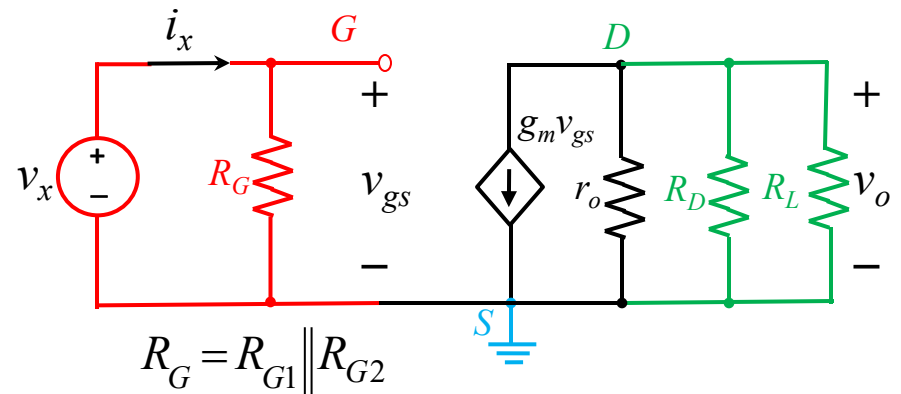 i_x
G
D
+
+
g_m v_gs
+
−
v_x
R_G
v_gs
r_o
R_D
R_L
v_o
−
−
S
R_G = R_G1 ‖ R_G2